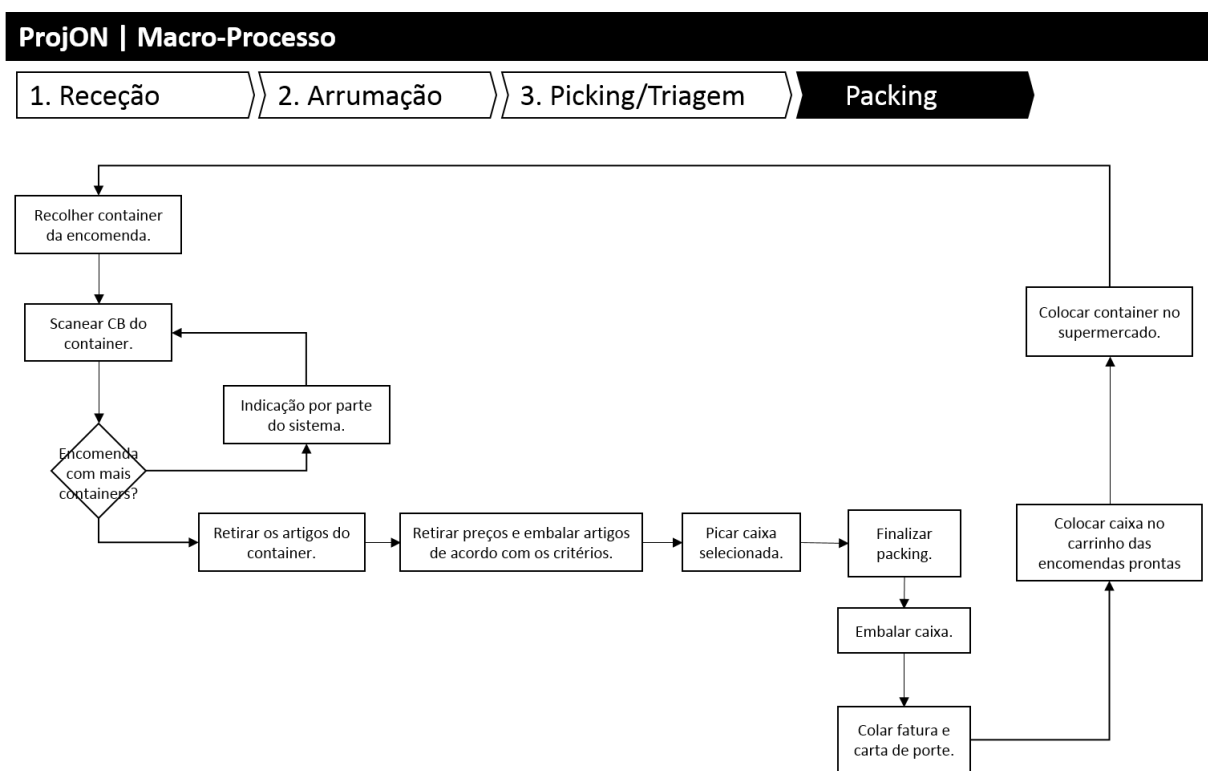 ProjON | Macro-Processo
1. Receção
2. Arrumação
3. Picking/Triagem
Packing
Recolher container
da encomenda.
Scanear CB do
container.
Indicação por parte
do sistema.
Encomenda
com mais
containers?
Retirar os artigos do
container.
Retirar preços e embalar artigos
de acordo com os critérios.
Picar caixa
selecionada.
Finalizar
packing.
Embalar caixa.
Colar fatura e
carta de porte.
Colocar caixa no
carrinho das
encomendas prontas
Colocar container no
supermercado.